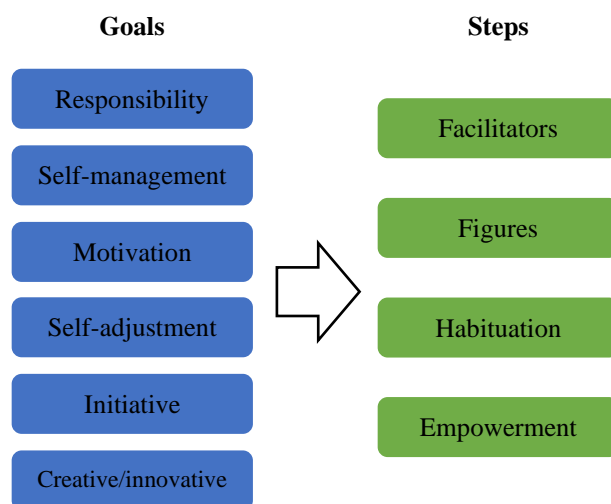 Goals
Responsibility
Self-management
Motivation
Self-adjustment
Initiative
Creative/innovative
Steps
Facilitators
Figures
Habituation
Empowerment